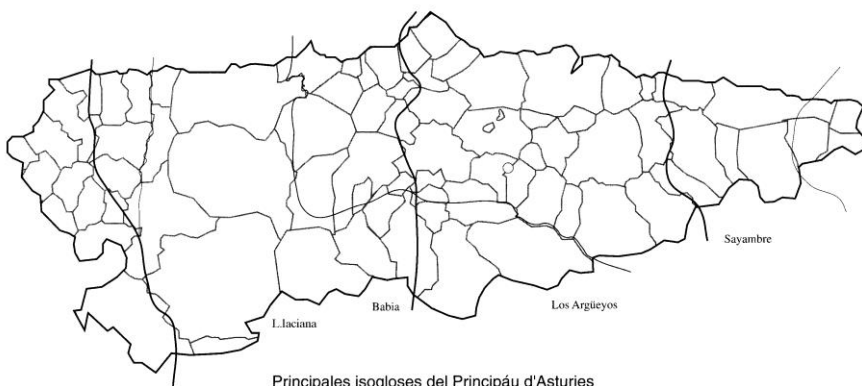 Sayambre
Babia
Los Argüeyos
L.laciana
Principales isogloses del Principáu d'Asturies